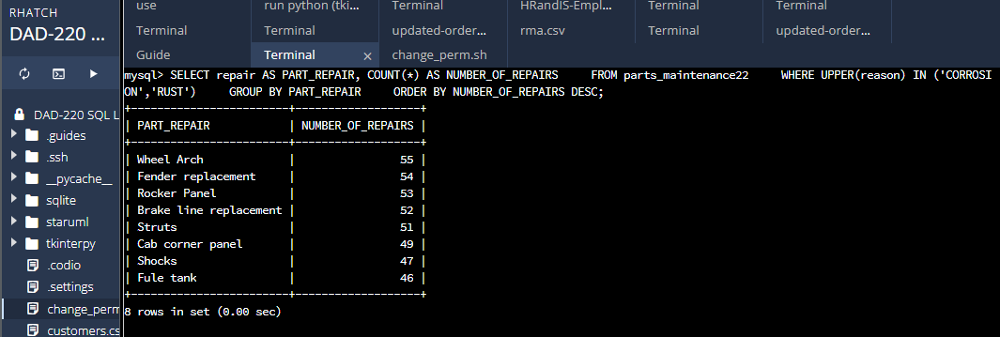 RHATCH
DAD-220 ...
use
run python (tki...
Terminal
HRandIS-Empl...
Terminal
Terminal
Terminal
Terminal
updated-order...
rma.csv
Terminal
updated-order...
Guide
Terminal ×
change_perm.sh
DAD-220 SQL L
.guides
.ssh
__pycache__
sqlite
staruml
tkinterpy
.codio
.settings
change_perm
customers.cs
mysql> SELECT repair AS PART_REPAIR, COUNT(*) AS NUMBER_OF_REPAIRS     FROM parts_maintenance22     WHERE UPPER(reason) IN ('CORROSI
ON','RUST')     GROUP BY PART_REPAIR     ORDER BY NUMBER_OF_REPAIRS DESC;
+------------------------+-------------------+
| PART_REPAIR            | NUMBER_OF_REPAIRS |
+------------------------+-------------------+
| Wheel Arch             |                55 |
| Fender replacement     |                54 |
| Rocker Panel           |                53 |
| Brake line replacement |                52 |
| Struts                 |                51 |
| Cab corner panel       |                49 |
| Shocks                 |                47 |
| Fule tank              |                46 |
+------------------------+-------------------+
8 rows in set (0.00 sec)